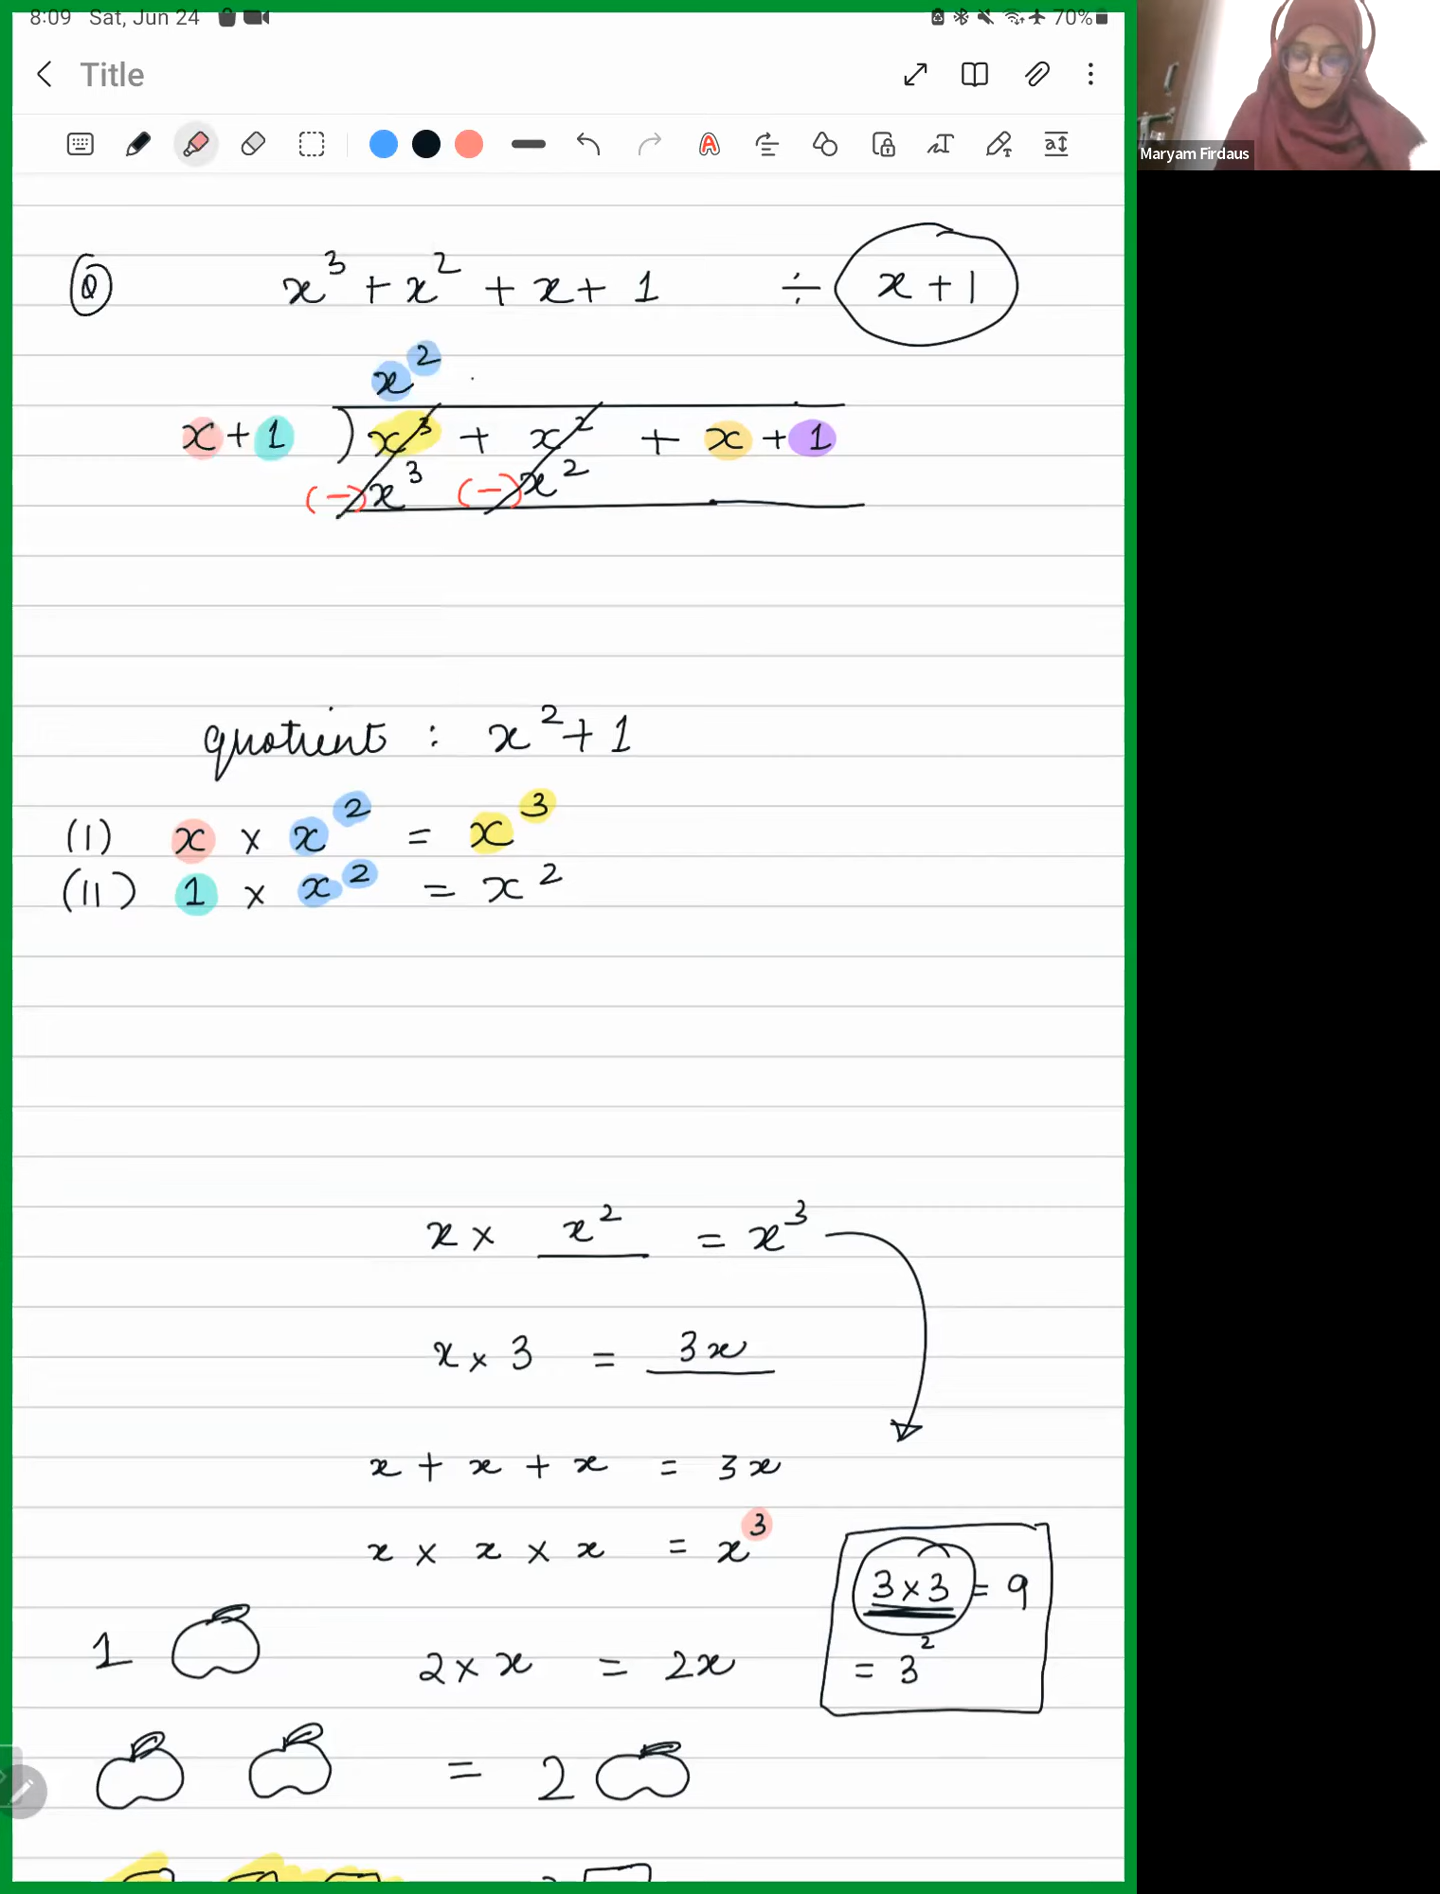 8:09 Sat, Jun 24
70%
Title
Maryam Firdaus
Q x³ + x² + x + 1 ÷ x + 1
x²
x + 1 ) x³ + x² + x + 1
(-) x³ (-) x²
quotient : x² + 1
(I) x × x² = x³
(II) 1 × x² = x²
x × x² = x³
x × 3 = 3x
x + x + x = 3x
x × x × x = x³
3 × 3 = 9
= 3²
1
2 × x = 2x
= 2